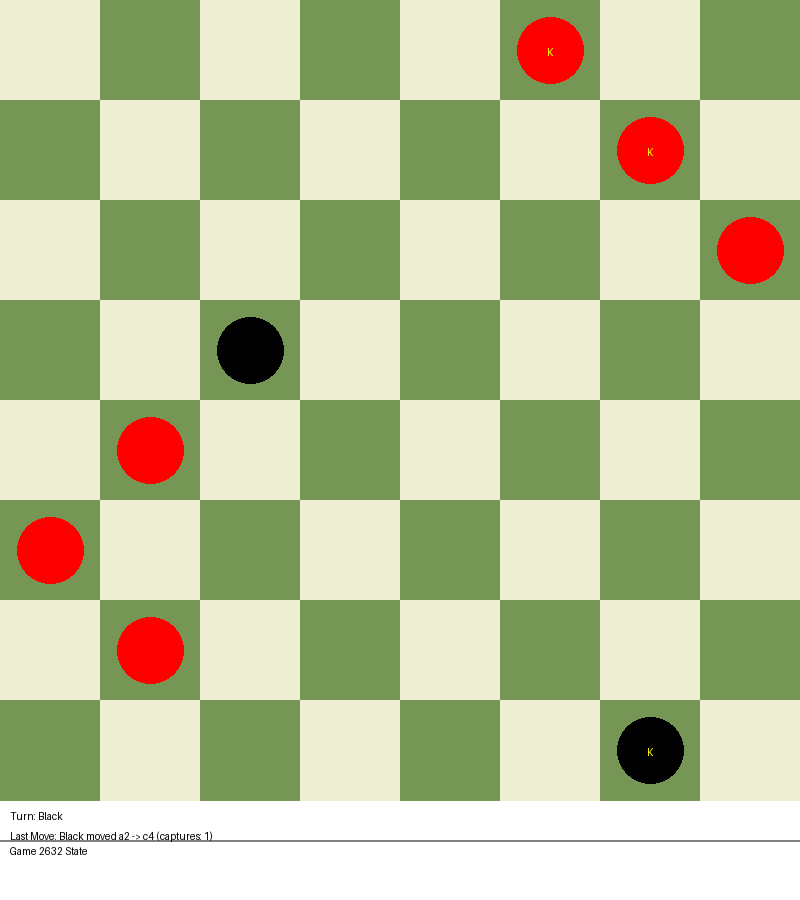 K
K
K
Turn: Black
Last Move: Black moved a2 -> c4 (captures: 1)
Game 2632 State